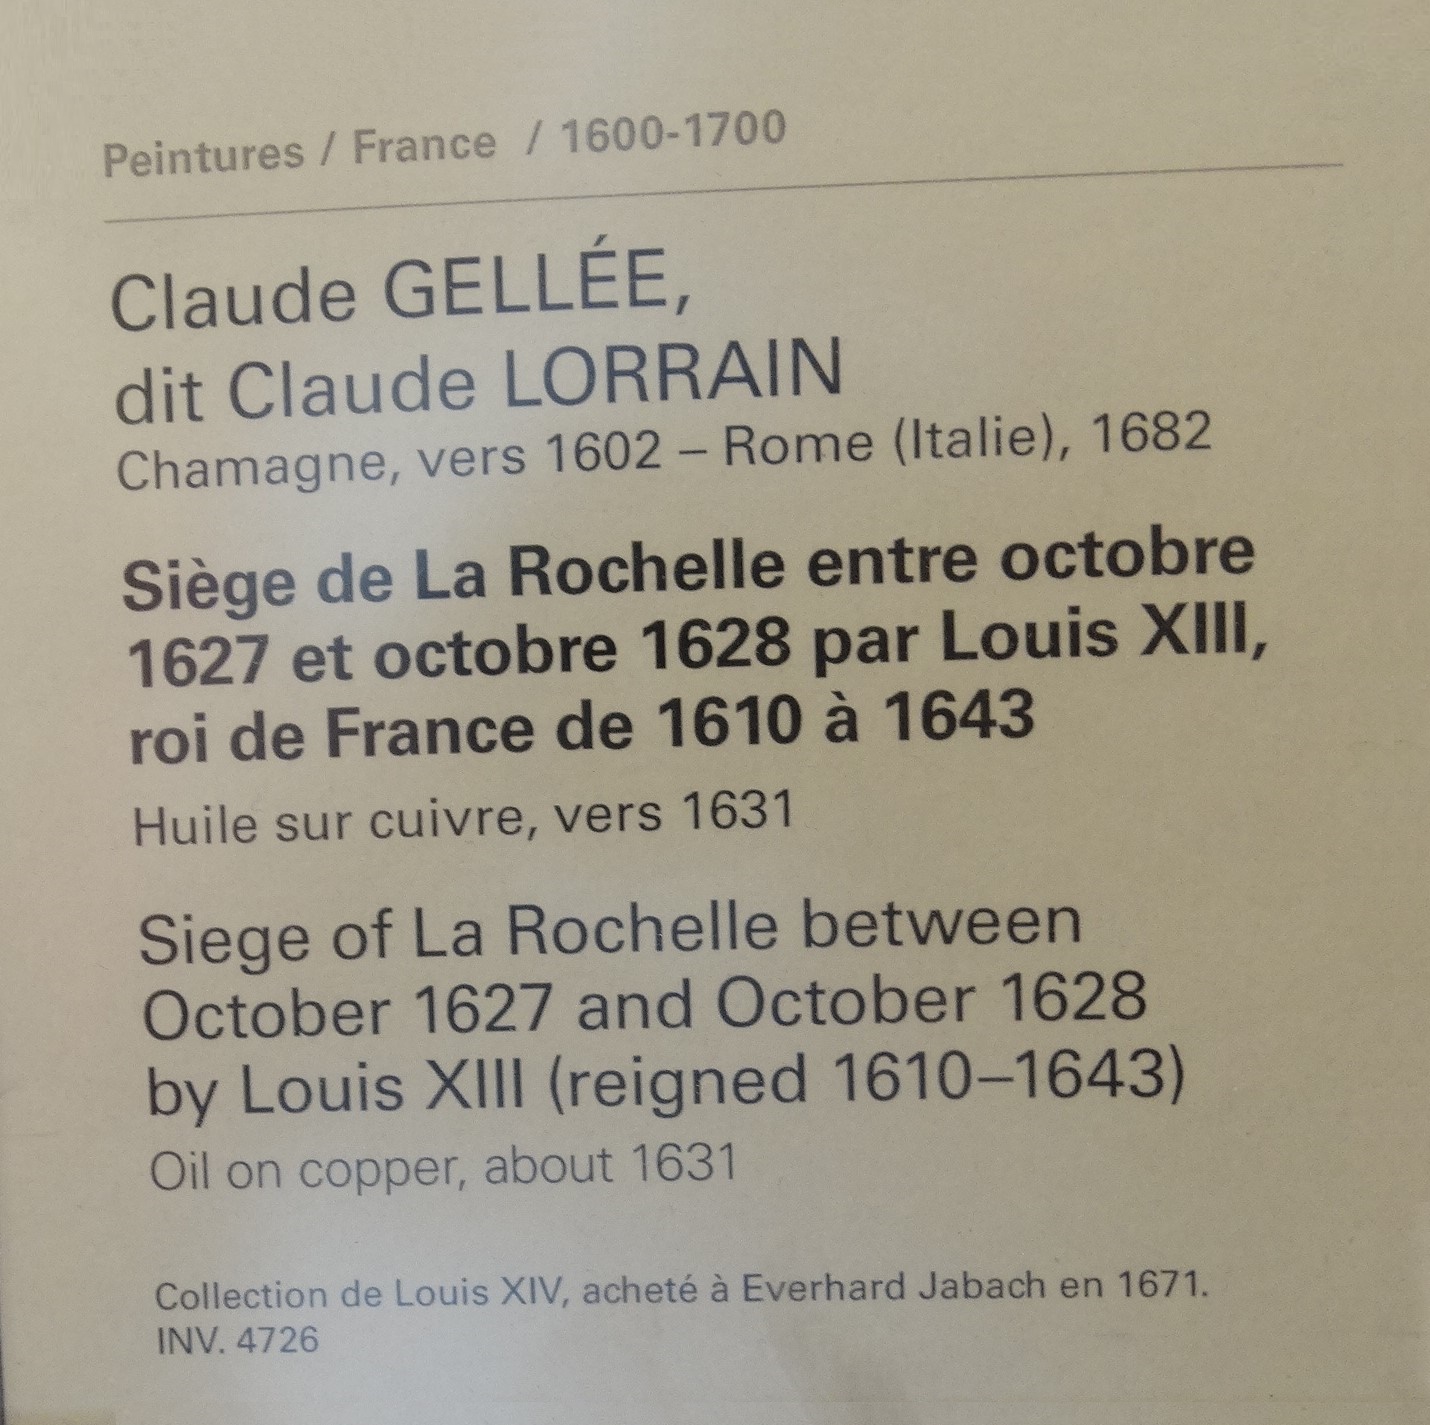 Peintures / France / 1600-1700
Claude GELLÉE,
dit Claude LORRAIN
Chamagne, vers 1602 – Rome (Italie), 1682
Siège de La Rochelle entre octobre
1627 et octobre 1628 par Louis XIII,
roi de France de 1610 à 1643
Huile sur cuivre, vers 1631
Siege of La Rochelle between
October 1627 and October 1628
by Louis XIII (reigned 1610–1643)
Oil on copper, about 1631
Collection de Louis XIV, acheté à Everhard Jabach en 1671.
INV. 4726